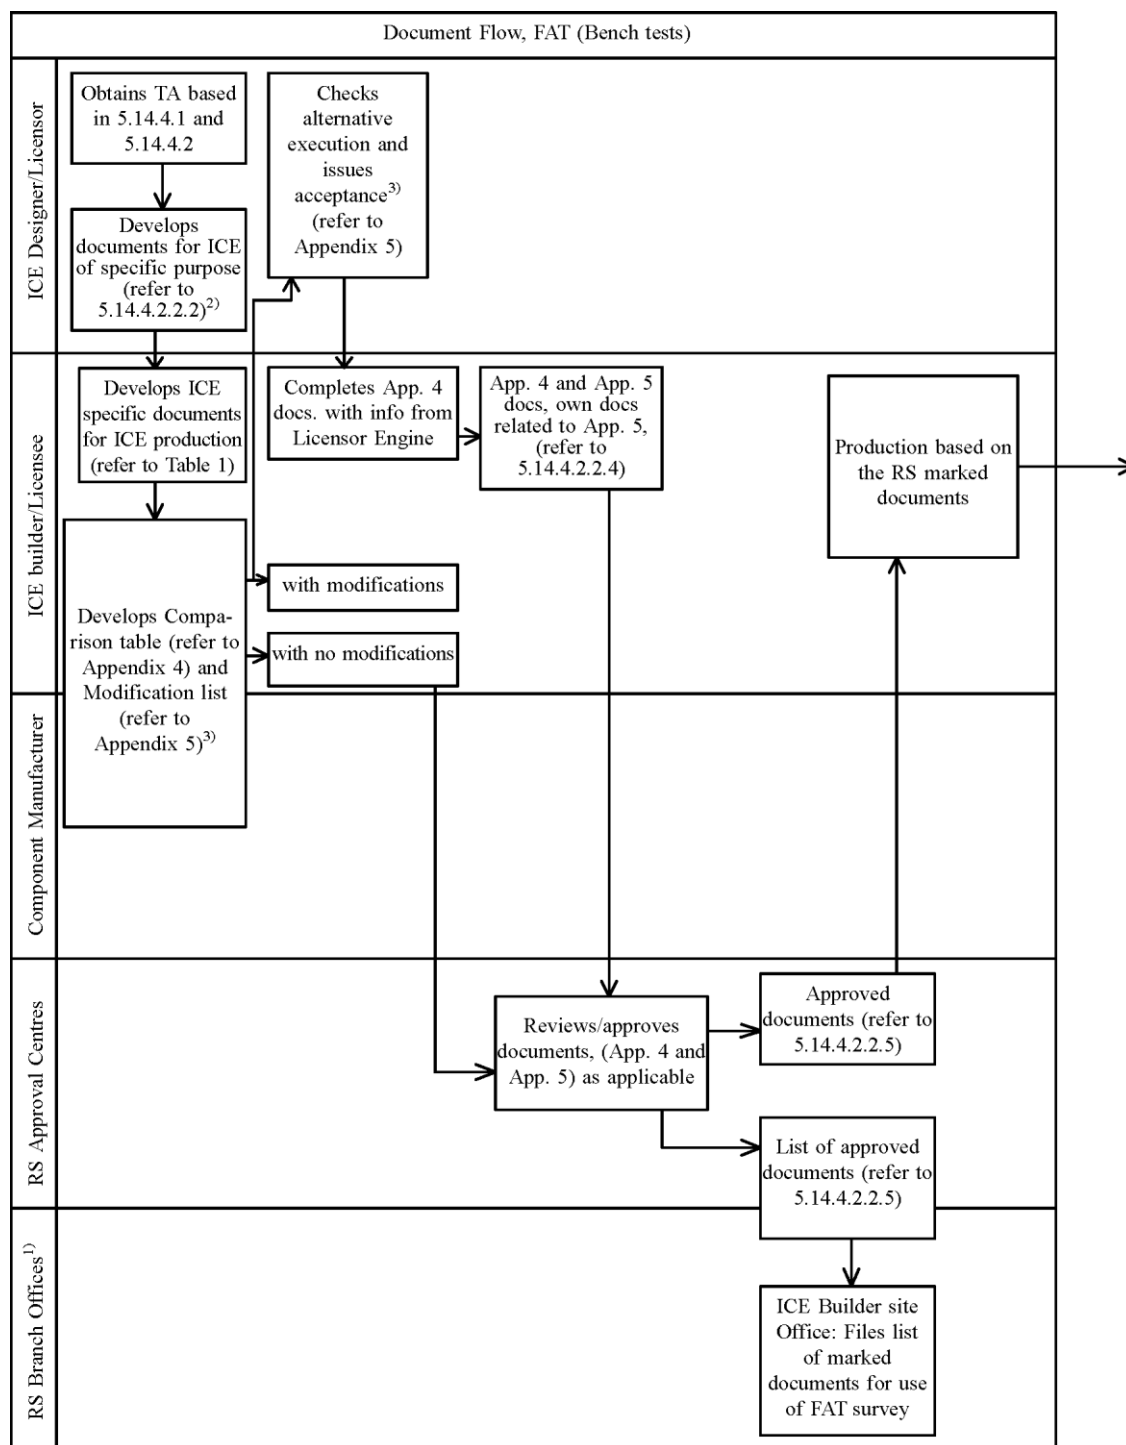 Document Flow, FAT (Bench tests)
ICE Designer/Licensor
Obtains TA based
in 5.14.4.1 and
5.14.4.2
Develops
documents for ICE
of specific purpose
(refer to
5.14.4.2.2.2)2)
Checks
alternative
execution and
issues
acceptance3)
(refer to
Appendix 5)
ICE builder/Licensee
Develops ICE
specific documents
for ICE production
(refer to Table 1)
Completes App. 4
docs. with info from
Licensor Engine
App. 4 and App. 5
docs, own docs
related to App. 5,
(refer to
5.14.4.2.2.4)
Production based on
the RS marked
documents
with modifications
with no modifications
Develops Compa-
rison table (refer to
Appendix 4) and
Modification list
(refer to
Appendix 5)3)
Component Manufacturer
RS Approval Centres
Reviews/approves
documents, (App. 4 and
App. 5) as applicable
Approved
documents (refer to
5.14.4.2.2.5)
List of approved
documents (refer to
5.14.4.2.2.5)
RS Branch Offices1)
ICE Builder site
Office: Files list
of marked
documents for use
of FAT survey